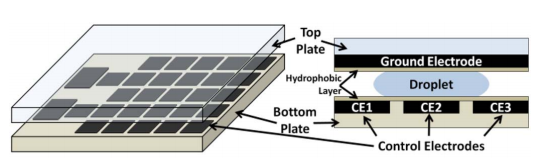 Top
Plate
Ground Electrode
Hydrophobic
Layer
Droplet
Bottom
Plate
CE1 CE2 CE3
Control Electrodes